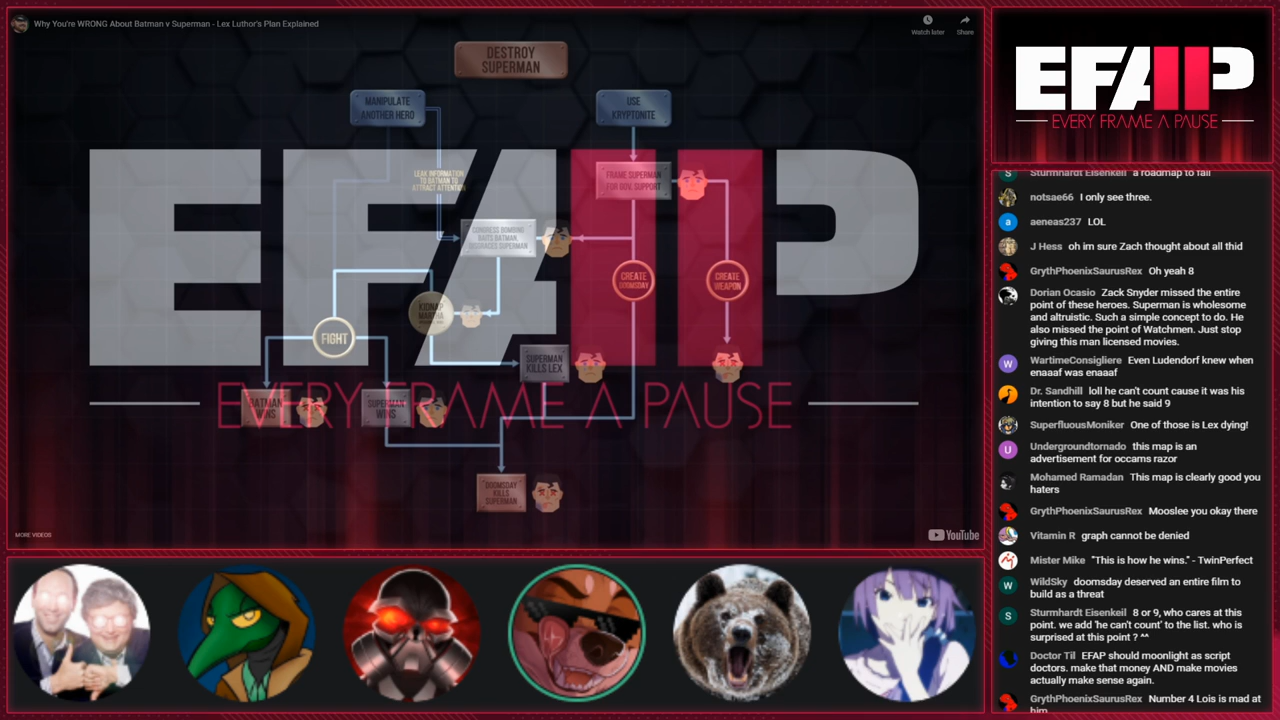 Why You're WRONG About Batman v Superman - Lex Luthor's Plan Explained
Watch later
Share
DESTROY
SUPERMAN
MANIPULATE
ANOTHER HERO
USE
KRYPTONITE
LEAK INFORMATION
TO BATMAN TO
ATTRACT ATTENTION
FRAME SUPERMAN
FOR GOV. SUPPORT
CONGRESS BOMBING
BAITS BATMAN,
DISGRACES SUPERMAN
CREATE
DOOMSDAY
CREATE
WEAPON
KIDNAP
MARTHA
FIGHT
SUPERMAN
KILLS LEX
BATMAN
WINS
SUPERMAN
WINS
DOOMSDAY
KILLS
SUPERMAN
EFAP
EVERY FRAME A PAUSE
MORE VIDEOS
YouTube
EFAP
EVERY FRAME A PAUSE
Sturmhardt Eisenkeil a roadmap to fail
notsae66 I only see three.
aeneas237 LOL
J Hess oh im sure Zach thought about all thid
GrythPhoenixSaurusRex Oh yeah 8
Dorian Ocasio Zack Snyder missed the entire
point of these heroes. Superman is wholesome
and altruistic. Such a simple concept to do. He
also missed the point of Watchmen. Just stop
giving this man licensed movies.
WartimeConsigliere Even Ludendorf knew when
enaaaf was enaaaf
Dr. Sandhill loll he can't count cause it was his
intention to say 8 but he said 9
SuperfluousMoniker One of those is Lex dying!
Undergroundtornado this map is an
advertisement for occams razor
Mohamed Ramadan This map is clearly good you
haters
GrythPhoenixSaurusRex Mooslee you okay there
Vitamin R graph cannot be denied
Mister Mike "This is how he wins." - TwinPerfect
WildSky doomsday deserved an entire film to
build as a threat
Sturmhardt Eisenkeil 8 or 9, who cares at this
point. we add 'he can't count' to the list. who is
surprised at this point ? ^^
Doctor Til EFAP should moonlight as script
doctors. make that money AND make movies
actually make sense again.
GrythPhoenixSaurusRex Number 4 Lois is mad at
him